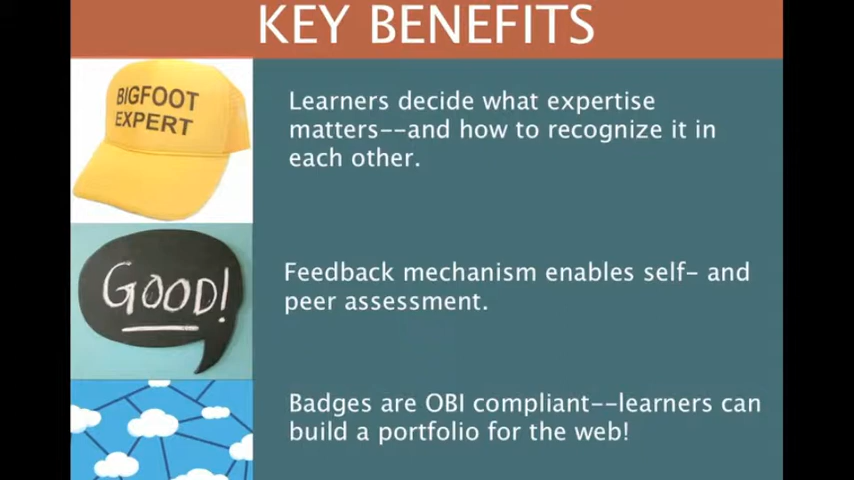 KEY BENEFITS
BIGFOOT
EXPERT
Learners decide what expertise
matters--and how to recognize it in
each other.
GOOD!
Feedback mechanism enables self- and
peer assessment.
Badges are OBI compliant--learners can
build a portfolio for the web!